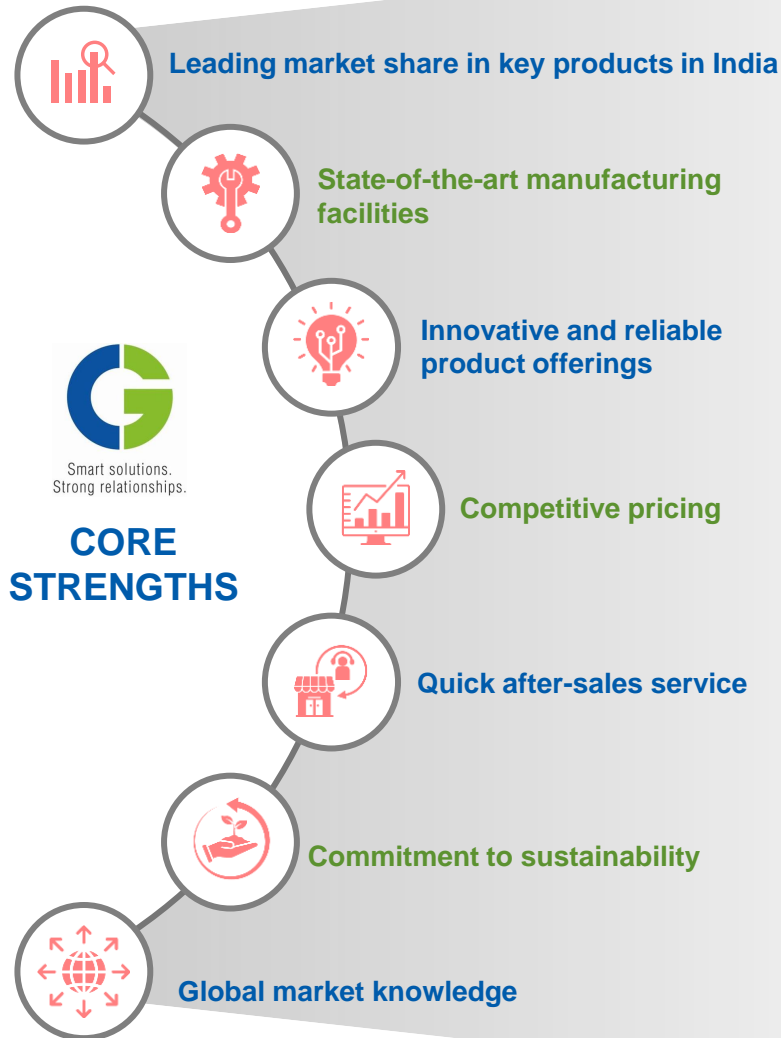 Leading market share in key products in India
State-of-the-art manufacturing
facilities
Innovative and reliable
product offerings
Smart solutions.
Strong relationships.
CORE
STRENGTHS
Competitive pricing
Quick after-sales service
Commitment to sustainability
Global market knowledge